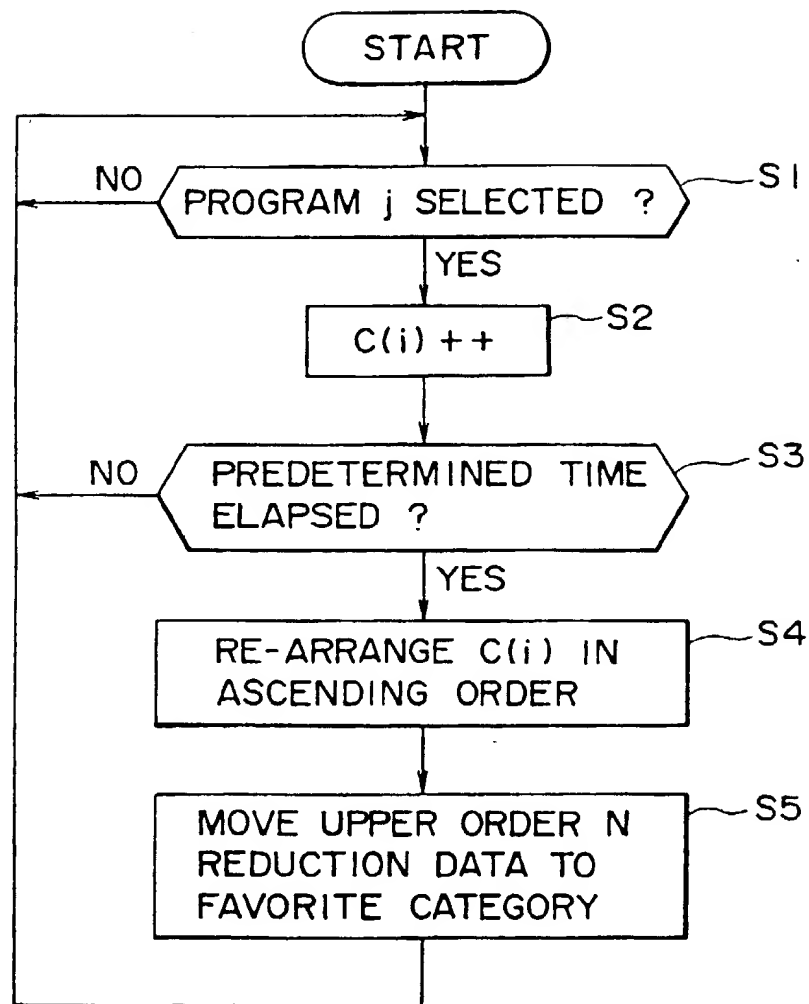 START
NO
PROGRAM j SELECTED ?
S1
YES
C(i)++
S2
NO
PREDETERMINED TIME
ELAPSED ?
S3
YES
RE-ARRANGE C(i) IN
ASCENDING ORDER
S4
MOVE UPPER ORDER N
REDUCTION DATA TO
FAVORITE CATEGORY
S5